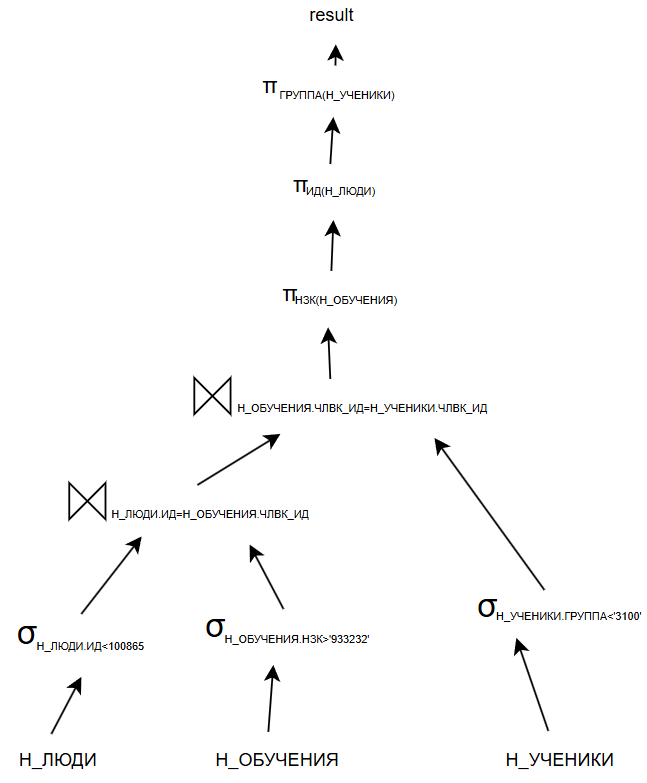 result
π ГРУППА(Н_УЧЕНИКИ)
π ИД(Н_ЛЮДИ)
π НЗК(Н_ОБУЧЕНИЯ)
⋈ Н_ОБУЧЕНИЯ.ЧЛВК_ИД=Н_УЧЕНИКИ.ЧЛВК_ИД
⋈ Н_ЛЮДИ.ИД=Н_ОБУЧЕНИЯ.ЧЛВК_ИД
σ Н_ЛЮДИ.ИД<100865
σ Н_ОБУЧЕНИЯ.НЗК>'933232'
σ Н_УЧЕНИКИ.ГРУППА<'3100'
Н_ЛЮДИ
Н_ОБУЧЕНИЯ
Н_УЧЕНИКИ